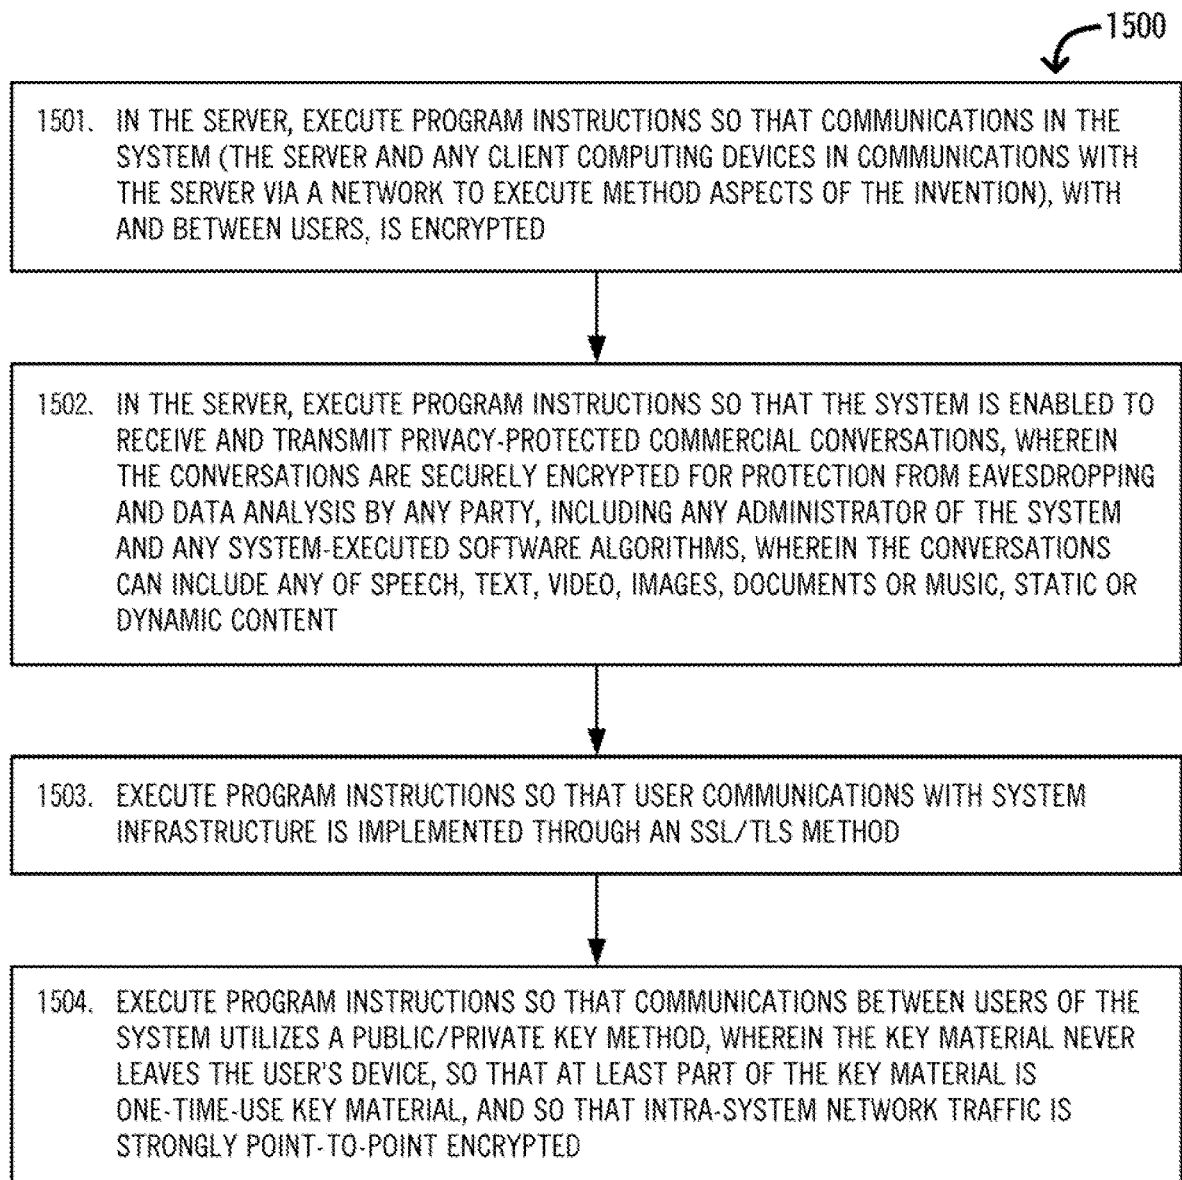 1500
1501. IN THE SERVER, EXECUTE PROGRAM INSTRUCTIONS SO THAT COMMUNICATIONS IN THE
SYSTEM (THE SERVER AND ANY CLIENT COMPUTING DEVICES IN COMMUNICATIONS WITH
THE SERVER VIA A NETWORK TO EXECUTE METHOD ASPECTS OF THE INVENTION), WITH
AND BETWEEN USERS, IS ENCRYPTED
1502. IN THE SERVER, EXECUTE PROGRAM INSTRUCTIONS SO THAT THE SYSTEM IS ENABLED TO
RECEIVE AND TRANSMIT PRIVACY-PROTECTED COMMERCIAL CONVERSATIONS, WHEREIN
THE CONVERSATIONS ARE SECURELY ENCRYPTED FOR PROTECTION FROM EAVESDROPPING
AND DATA ANALYSIS BY ANY PARTY, INCLUDING ANY ADMINISTRATOR OF THE SYSTEM
AND ANY SYSTEM-EXECUTED SOFTWARE ALGORITHMS, WHEREIN THE CONVERSATIONS
CAN INCLUDE ANY OF SPEECH, TEXT, VIDEO, IMAGES, DOCUMENTS OR MUSIC, STATIC OR
DYNAMIC CONTENT
1503. EXECUTE PROGRAM INSTRUCTIONS SO THAT USER COMMUNICATIONS WITH SYSTEM
INFRASTRUCTURE IS IMPLEMENTED THROUGH AN SSL/TLS METHOD
1504. EXECUTE PROGRAM INSTRUCTIONS SO THAT COMMUNICATIONS BETWEEN USERS OF THE
SYSTEM UTILIZES A PUBLIC/PRIVATE KEY METHOD, WHEREIN THE KEY MATERIAL NEVER
LEAVES THE USER'S DEVICE, SO THAT AT LEAST PART OF THE KEY MATERIAL IS
ONE-TIME-USE KEY MATERIAL, AND SO THAT INTRA-SYSTEM NETWORK TRAFFIC IS
STRONGLY POINT-TO-POINT ENCRYPTED